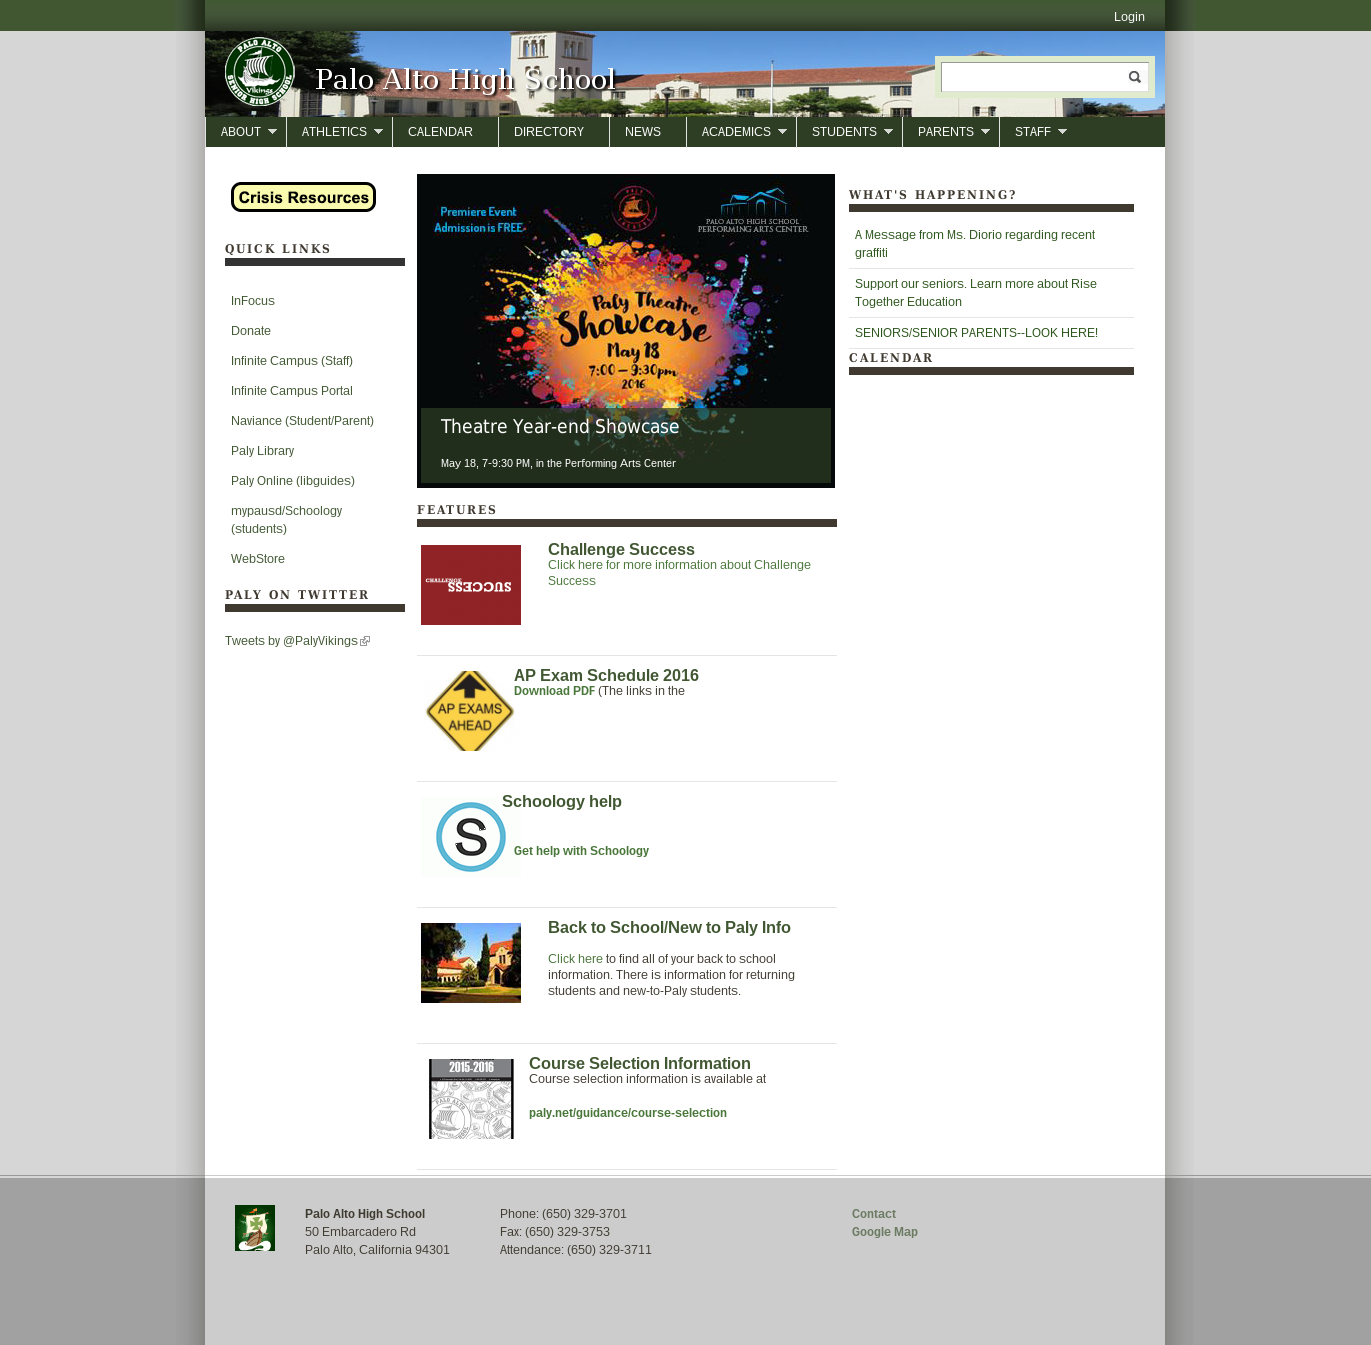 Login
PALO ALTO
SENIOR HIGH SCHOOL
Vikings
Palo Alto High School
ABOUT
ATHLETICS
CALENDAR
DIRECTORY
NEWS
ACADEMICS
STUDENTS
PARENTS
STAFF
Crisis Resources
QUICK LINKS
InFocus
Donate
Infinite Campus (Staff)
Infinite Campus Portal
Naviance (Student/Parent)
Paly Library
Paly Online (libguides)
mypausd/Schoology
(students)
WebStore
PALY ON TWITTER
Tweets by @PalyVikings
Premiere Event
Admission is FREE
PALO ALTO HIGH SCHOOL
PERFORMING ARTS CENTER
Paly Theatre
Showcase
May 18
7:00 – 9:30pm
2016
Theatre Year-end Showcase
May 18, 7-9:30 PM, in the Performing Arts Center
FEATURES
CHALLENGE
SUCCESS
Challenge Success
Click here for more information about Challenge
Success
AP EXAMS
AHEAD
AP Exam Schedule 2016
Download PDF (The links in the
S
Schoology help
Get help with Schoology
Back to School/New to Paly Info
Click here to find all of your back to school
information. There is information for returning
students and new-to-Paly students.
2015-2016
Course Selection Information
Course selection information is available at
paly.net/guidance/course-selection
WHAT'S HAPPENING?
A Message from Ms. Diorio regarding recent
graffiti
Support our seniors. Learn more about Rise
Together Education
SENIORS/SENIOR PARENTS--LOOK HERE!
CALENDAR
Palo Alto High School
50 Embarcadero Rd
Palo Alto, California 94301
Phone: (650) 329-3701
Fax: (650) 329-3753
Attendance: (650) 329-3711
Contact
Google Map